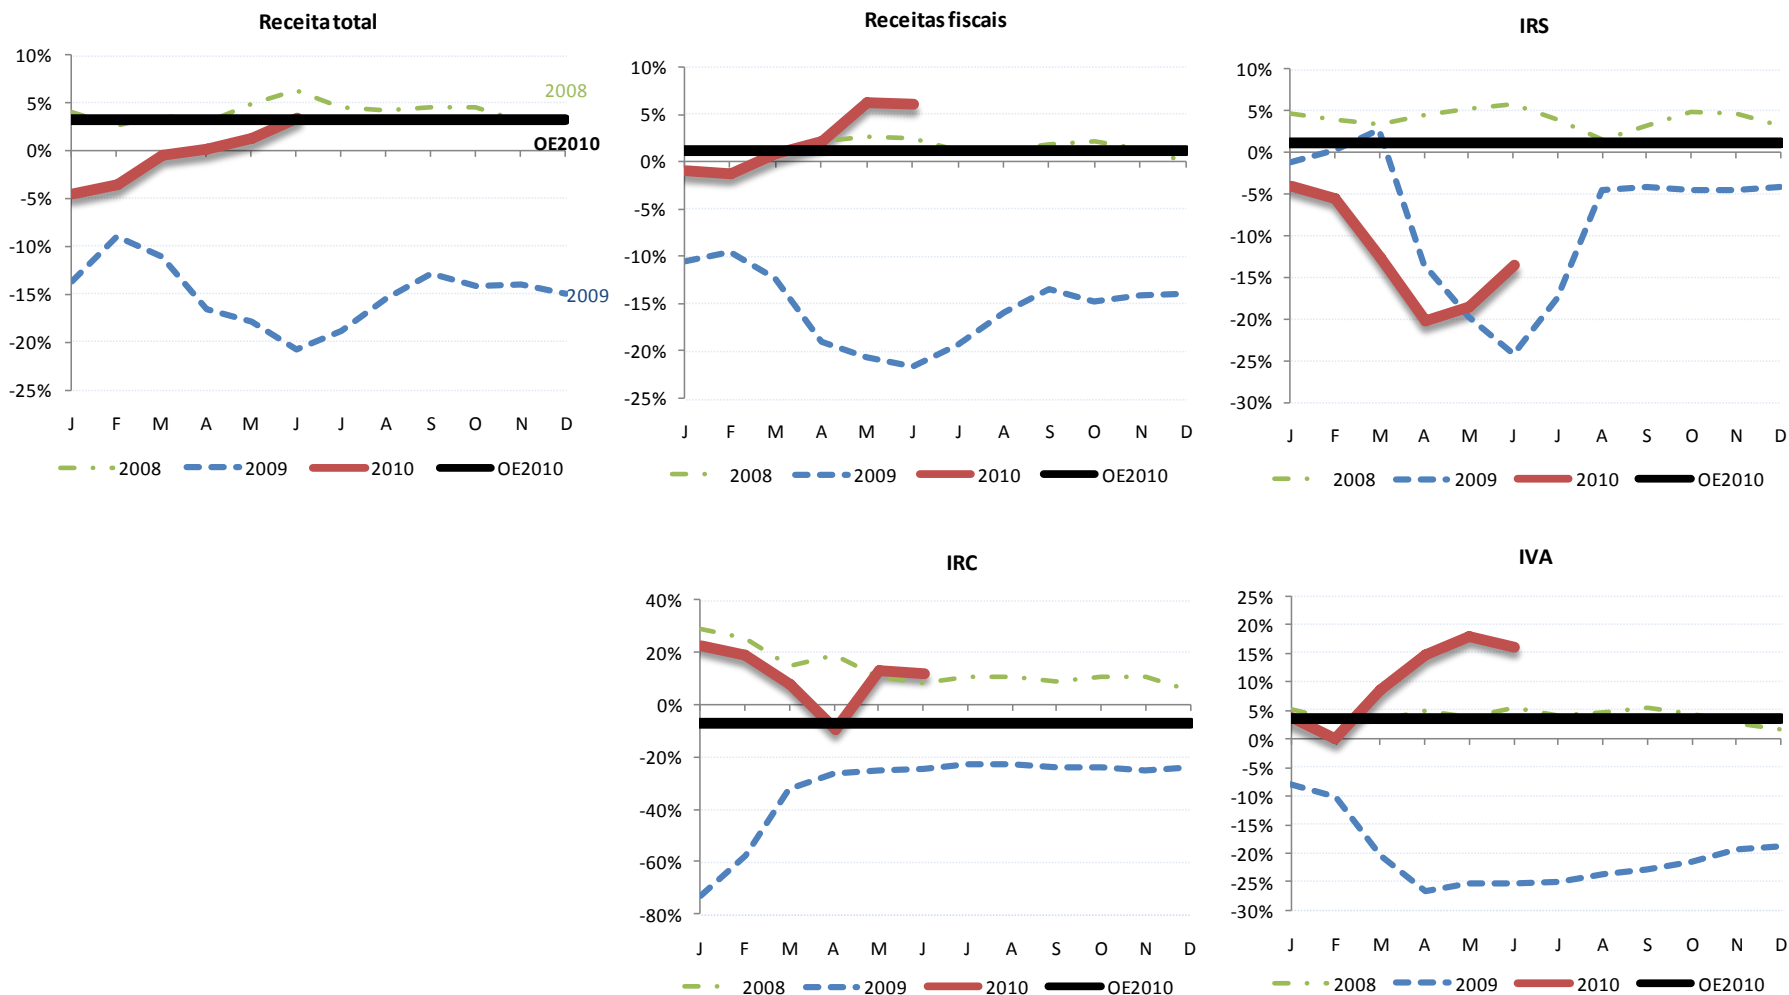 Receita total
10%
5%
0%
-5%
-10%
-15%
-20%
-25%
2008
OE2010
2009
J F M A M J J A S O N D
2008 2009 2010 OE2010
Receitas fiscais
10%
5%
0%
-5%
-10%
-15%
-20%
-25%
J F M A M J J A S O N D
2008 2009 2010 OE2010
IRS
10%
5%
0%
-5%
-10%
-15%
-20%
-25%
-30%
J F M A M J J A S O N D
2008 2009 2010 OE2010
IRC
40%
20%
0%
-20%
-40%
-60%
-80%
J F M A M J J A S O N D
2008 2009 2010 OE2010
IVA
25%
20%
15%
10%
5%
0%
-5%
-10%
-15%
-20%
-25%
-30%
J F M A M J J A S O N D
2008 2009 2010 OE2010